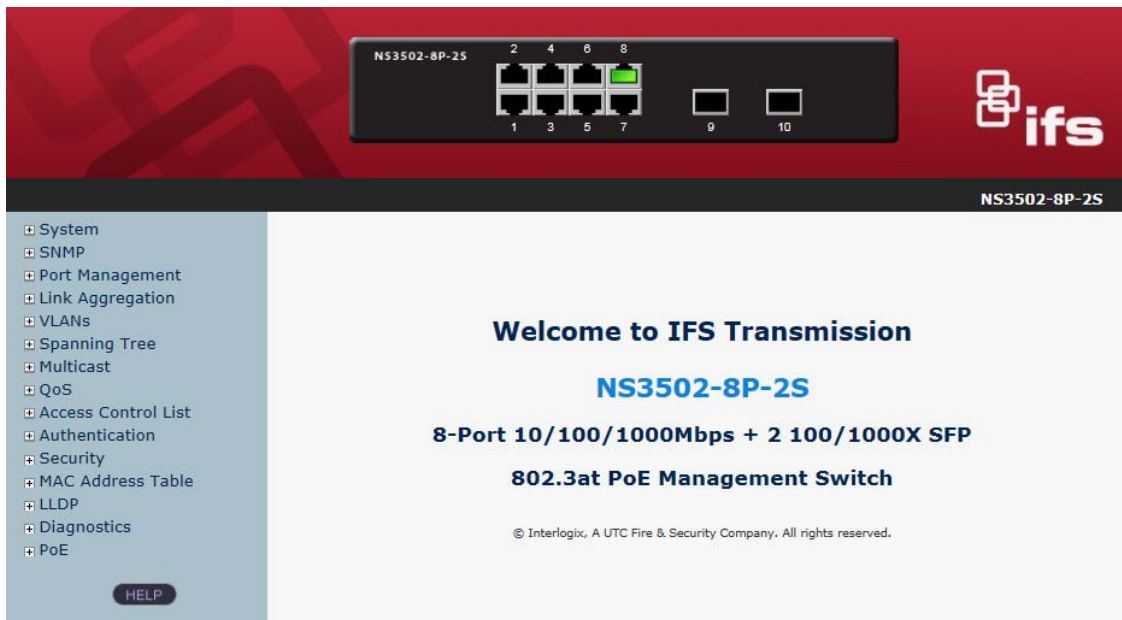 NS3502-8P-2S
2 4 6 8
1 3 5 7 9 10
ifs
NS3502-8P-2S
System
SNMP
Port Management
Link Aggregation
VLANs
Spanning Tree
Multicast
QoS
Access Control List
Authentication
Security
MAC Address Table
LLDP
Diagnostics
PoE
HELP
Welcome to IFS Transmission
NS3502-8P-2S
8-Port 10/100/1000Mbps + 2 100/1000X SFP
802.3at PoE Management Switch
© Interlogix, A UTC Fire & Security Company. All rights reserved.